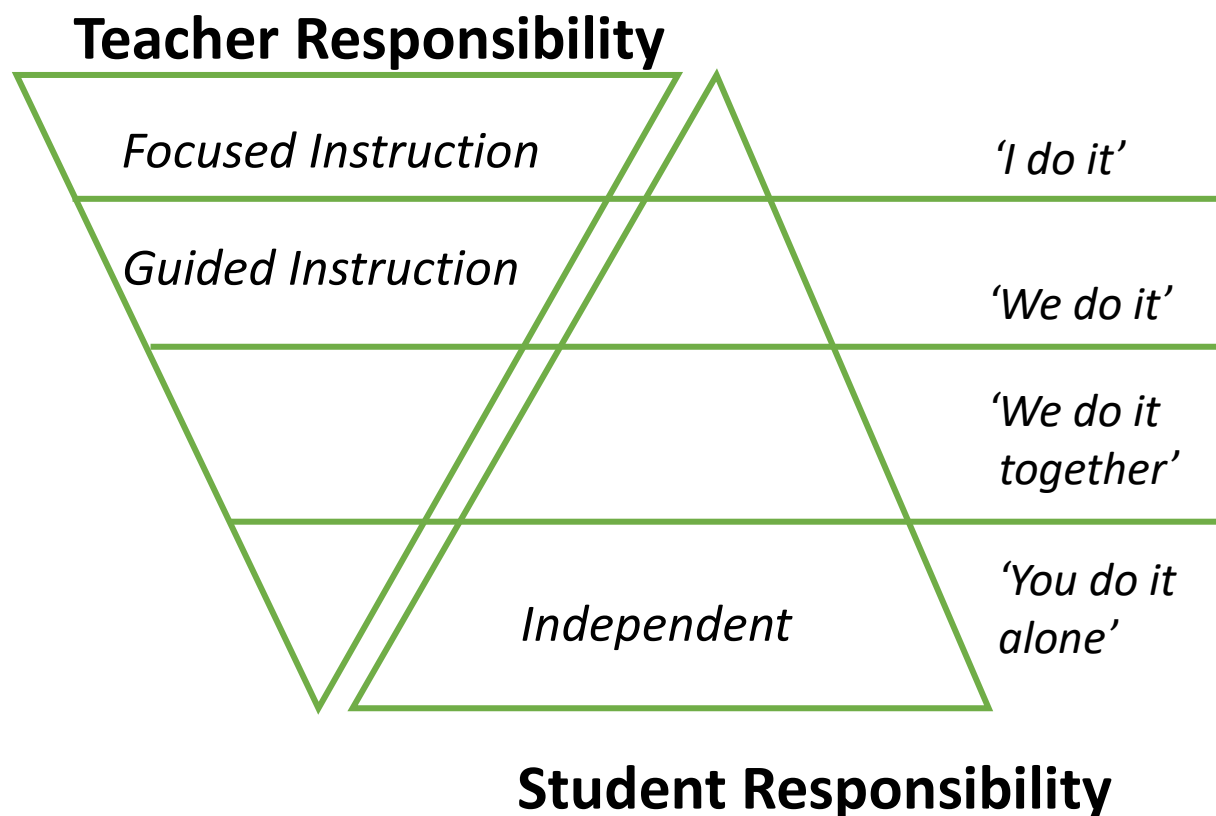 Teacher Responsibility
Focused Instruction
‘I do it’
Guided Instruction
‘We do it’
‘We do it
together’
Independent
‘You do it
alone’
Student Responsibility